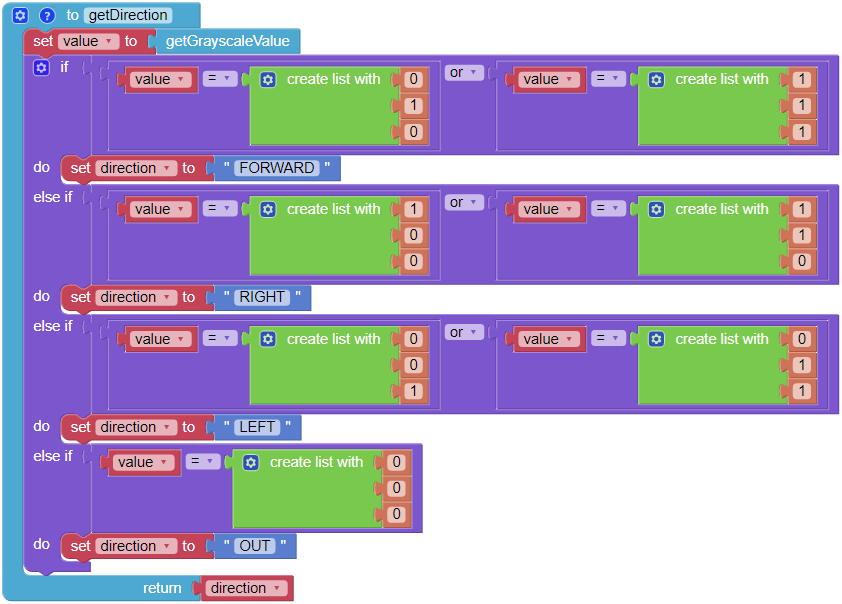 ? to getDirection
set value to getGrayscaleValue
if value = create list with 0 or value = create list with 1
1 1
0 1
do set direction to " FORWARD "
else if value = create list with 1 or value = create list with 1
0 1
0 0
do set direction to " RIGHT "
else if value = create list with 0 or value = create list with 0
0 1
1 1
do set direction to " LEFT "
else if value = create list with 0
0
0
do set direction to " OUT "
return direction